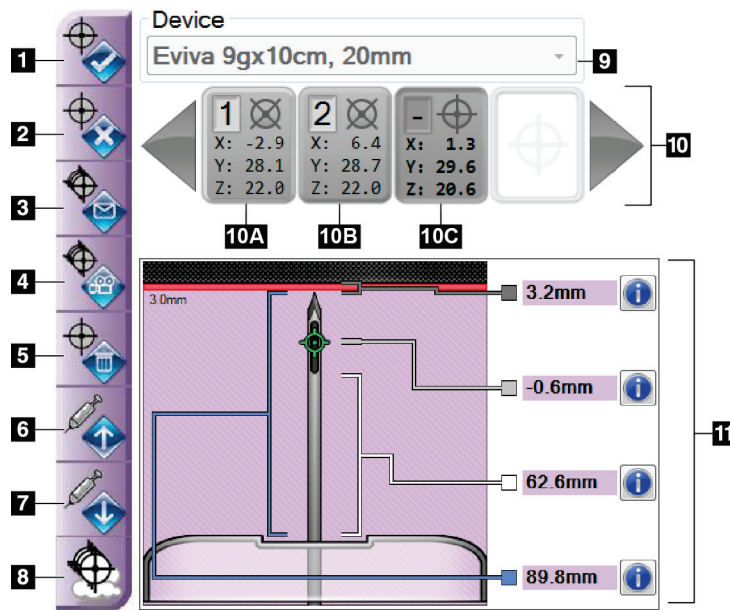 Device
1
Eviva 9gx10cm, 20mm
9
2
1
X: -2.9
Y: 28.1
Z: 22.0
2
X: 6.4
Y: 28.7
Z: 22.0
-
X: 1.3
Y: 29.6
Z: 20.6
10
3
10A
10B
10C
4
3.0mm
3.2mm
5
-0.6mm
6
11
62.6mm
7
8
89.8mm